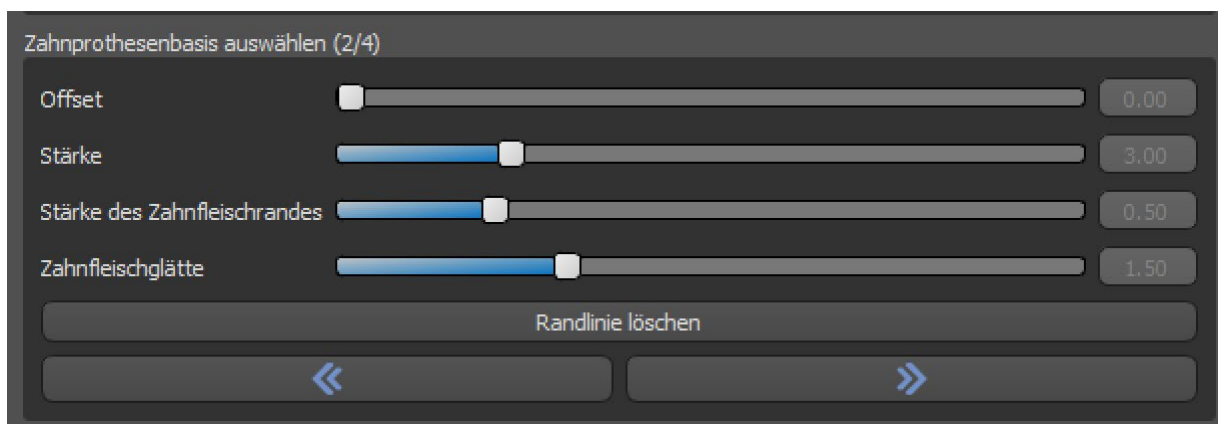 Zahnprothesenbasis auswählen (2/4)
Offset 0.00
Stärke 3.00
Stärke des Zahnfleischrandes 0.50
Zahnfleischglätte 1.50
Randlinie löschen